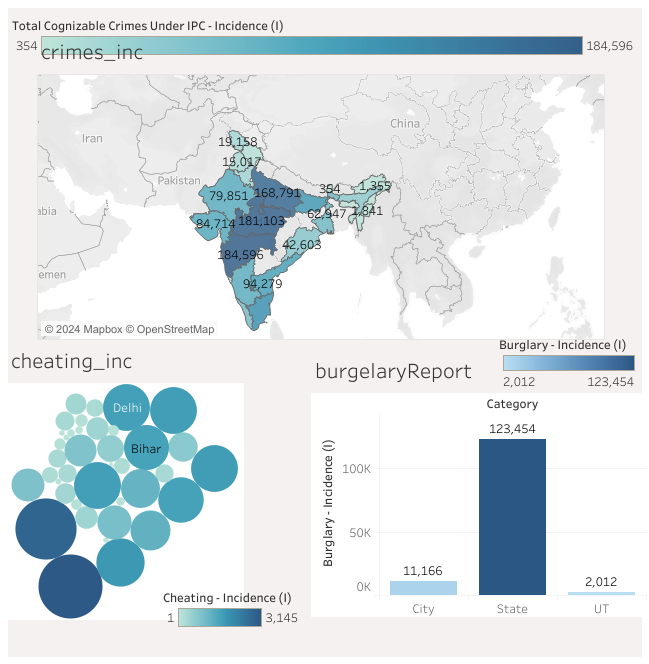 Total Cognizable Crimes Under IPC - Incidence (I)
354
184,596
crimes_inc
Iran
China
Pakistan
abia
emen
19,158
15,017
79,851
168,791
354
1,355
84,714
181,103
62,947
1,841
184,596
42,603
94,279
© 2024 Mapbox © OpenStreetMap
cheating_inc
Delhi
Bihar
Cheating - Incidence (I)
1
3,145
burgelaryReport
Burglary - Incidence (I)
2,012
123,454
Category
Burglary - Incidence (I)
100K
50K
0K
123,454
11,166
2,012
City
State
UT